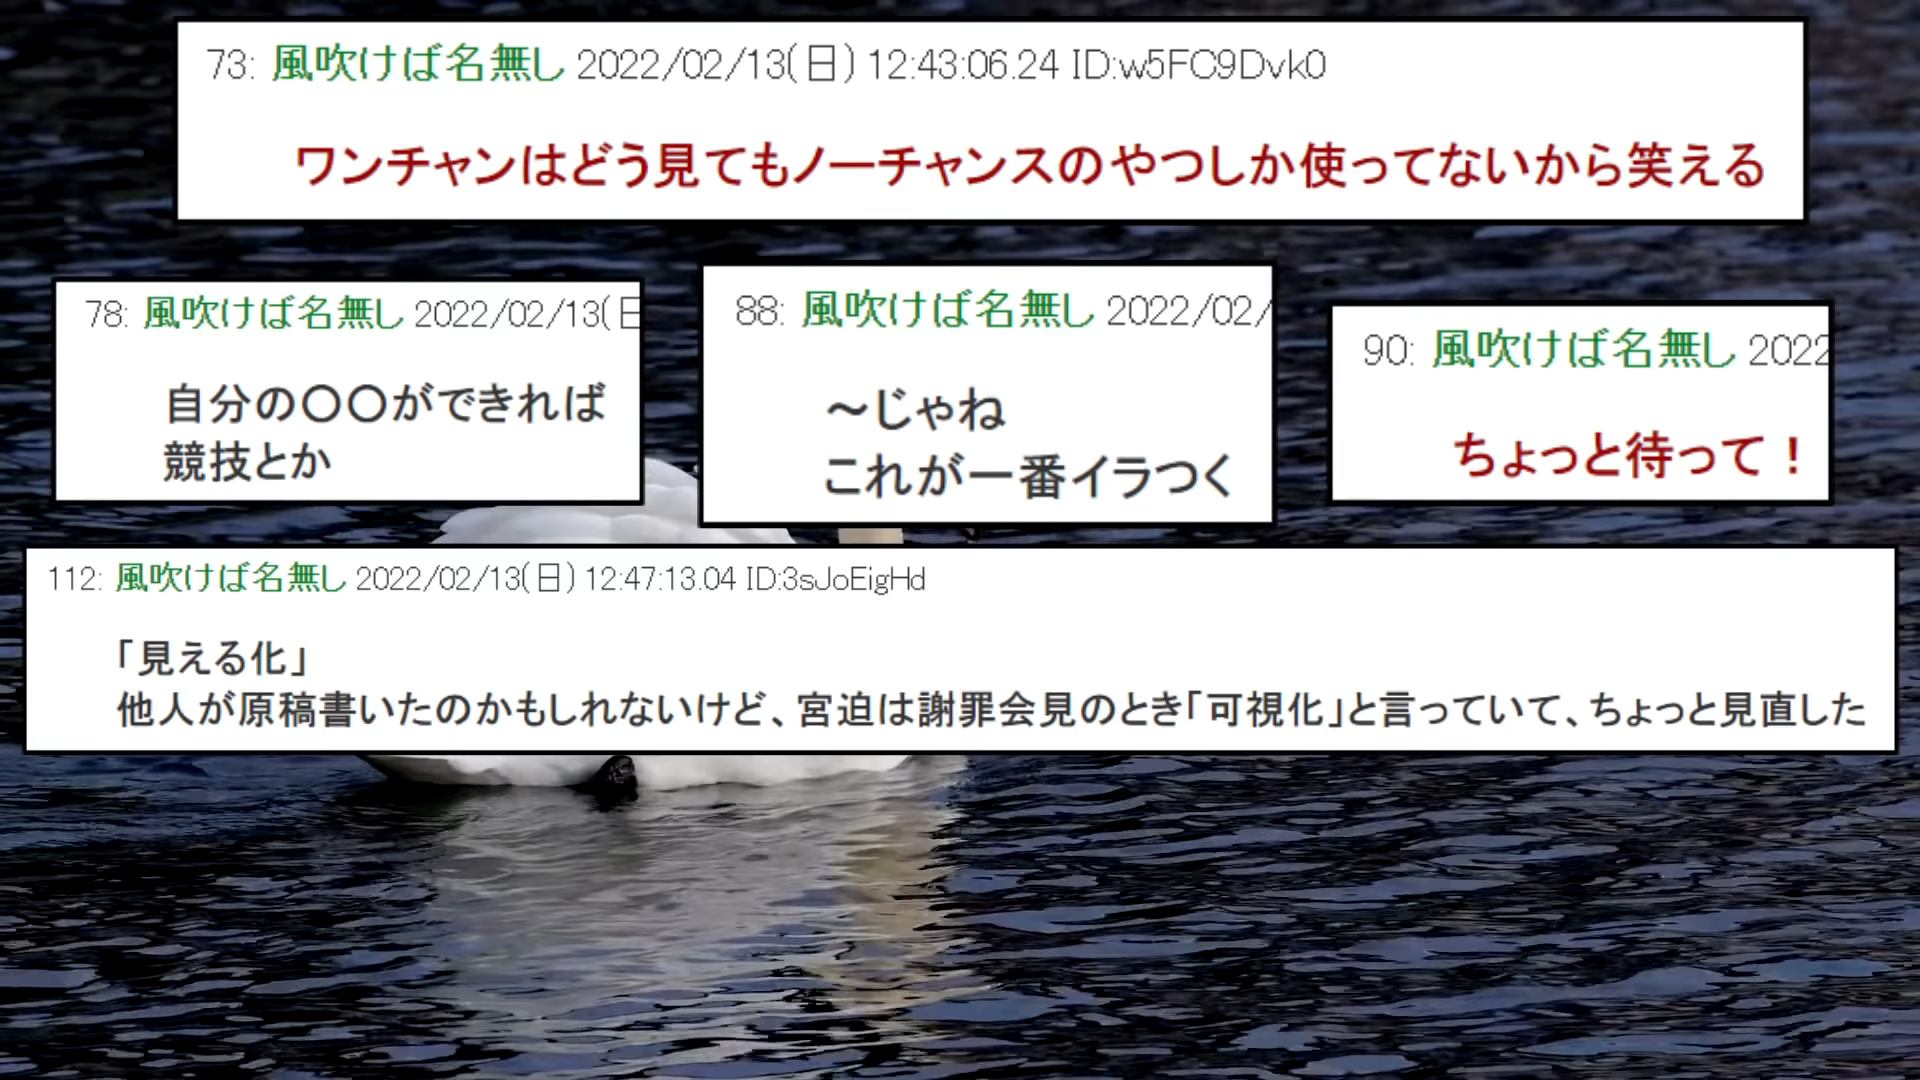 73: 風吹けば名無し 2022/02/13(日) 12:43:06.24 ID:w5FC9Dvk0
ワンチャンはどう見てもノーチャンスのやつしか使ってないから笑える
78: 風吹けば名無し 2022/02/13(日
自分の〇〇ができれば
競技とか
88: 風吹けば名無し 2022/02/
～じゃね
これが一番イラつく
90: 風吹けば名無し 2022
ちょっと待って！
112: 風吹けば名無し 2022/02/13(日) 12:47:13.04 ID:3sJoEigHd
「見える化」
他人が原稿書いたのかもしれないけど、宮迫は謝罪会見のとき「可視化」と言っていて、ちょっと見直した